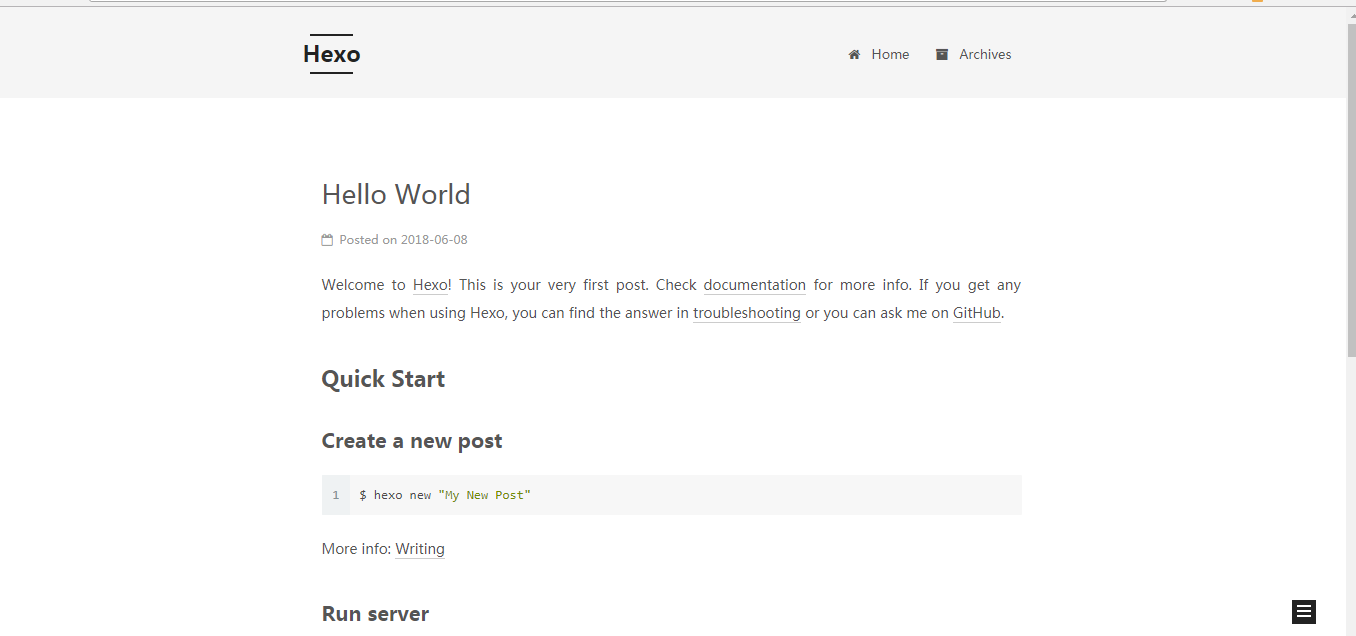 Hexo
Home
Archives
Hello World
Posted on 2018-06-08
Welcome to Hexo! This is your very first post. Check documentation for more info. If you get any
problems when using Hexo, you can find the answer in troubleshooting or you can ask me on GitHub.
Quick Start
Create a new post
1 $ hexo new "My New Post"
More info: Writing
Run server